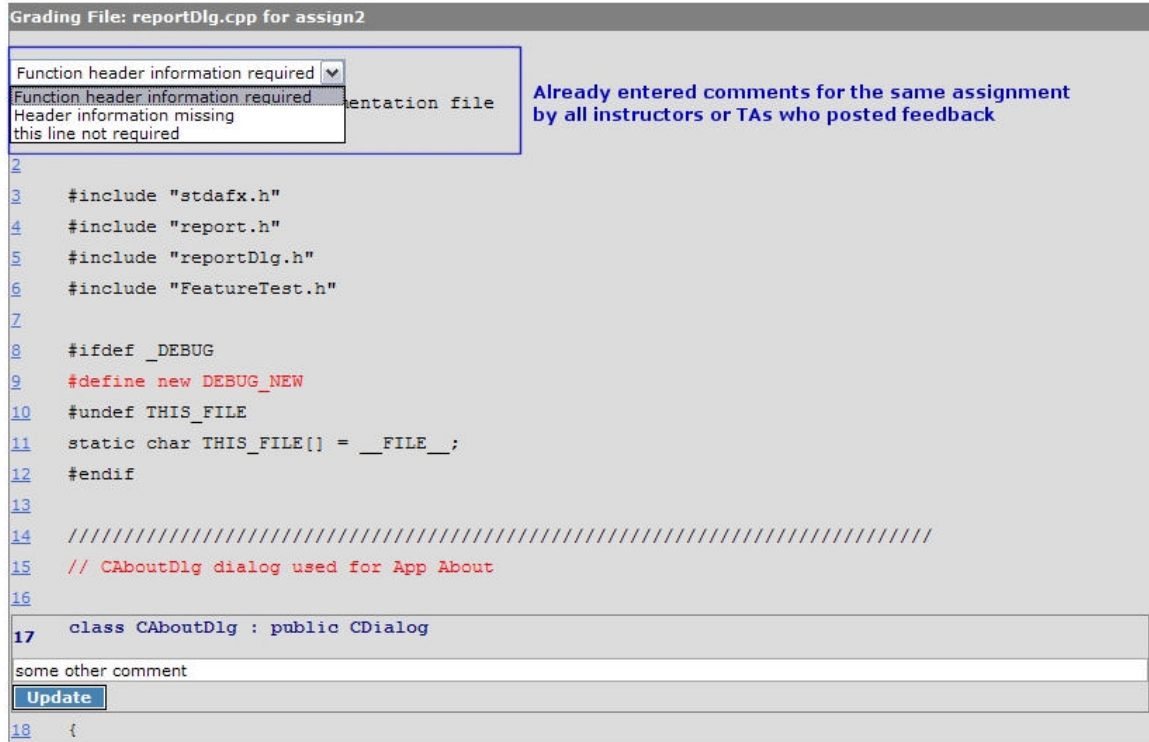 Grading File: reportDlg.cpp for assign2
Function header information required
Function header information required
Header information missing
this line not required
mentation file
Already entered comments for the same assignment
by all instructors or TAs who posted feedback
2
3 #include "stdafx.h"
4 #include "report.h"
5 #include "reportDlg.h"
6 #include "FeatureTest.h"
7
8 #ifdef _DEBUG
9 #define new DEBUG_NEW
10 #undef THIS_FILE
11 static char THIS_FILE[] = __FILE__;
12 #endif
13
14 /////////////////////////////////////////////////////////////////////////////
15 // CAboutDlg dialog used for App About
16
17 class CAboutDlg : public CDialog
some other comment
Update
18 {